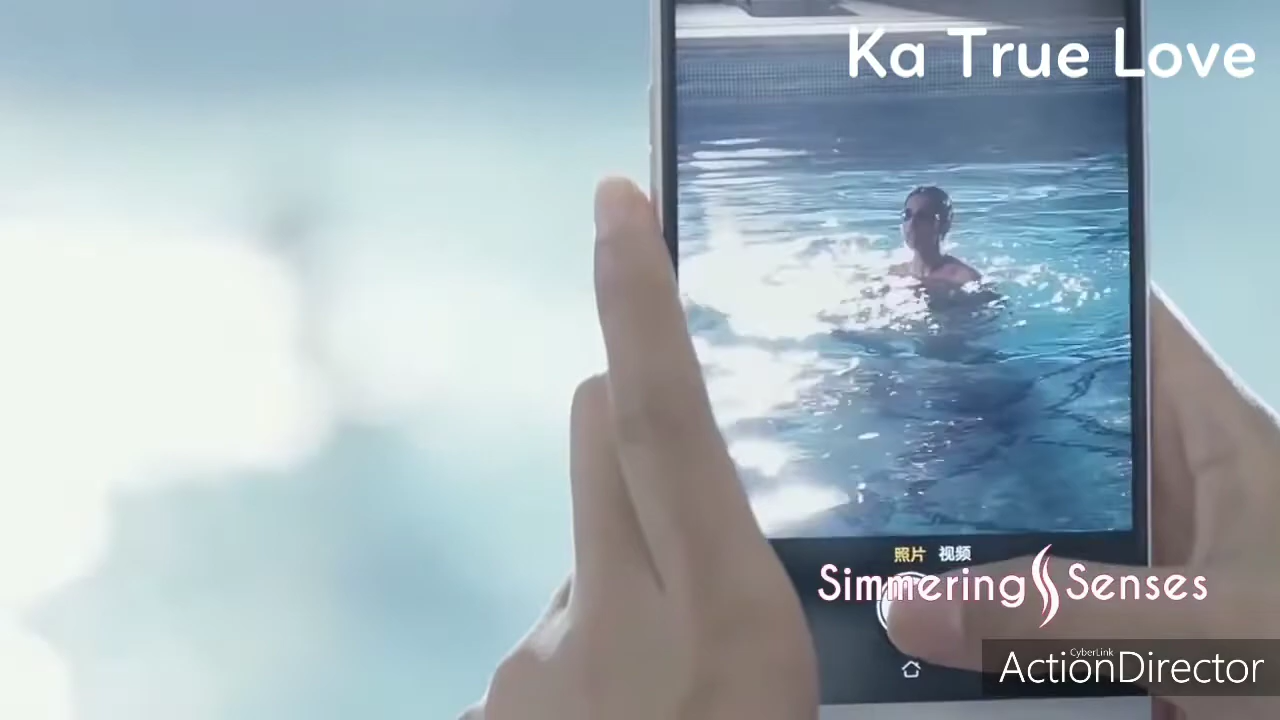 Ka True Love
照片 视频
Simmering Senses
CyberLink
ActionDirector